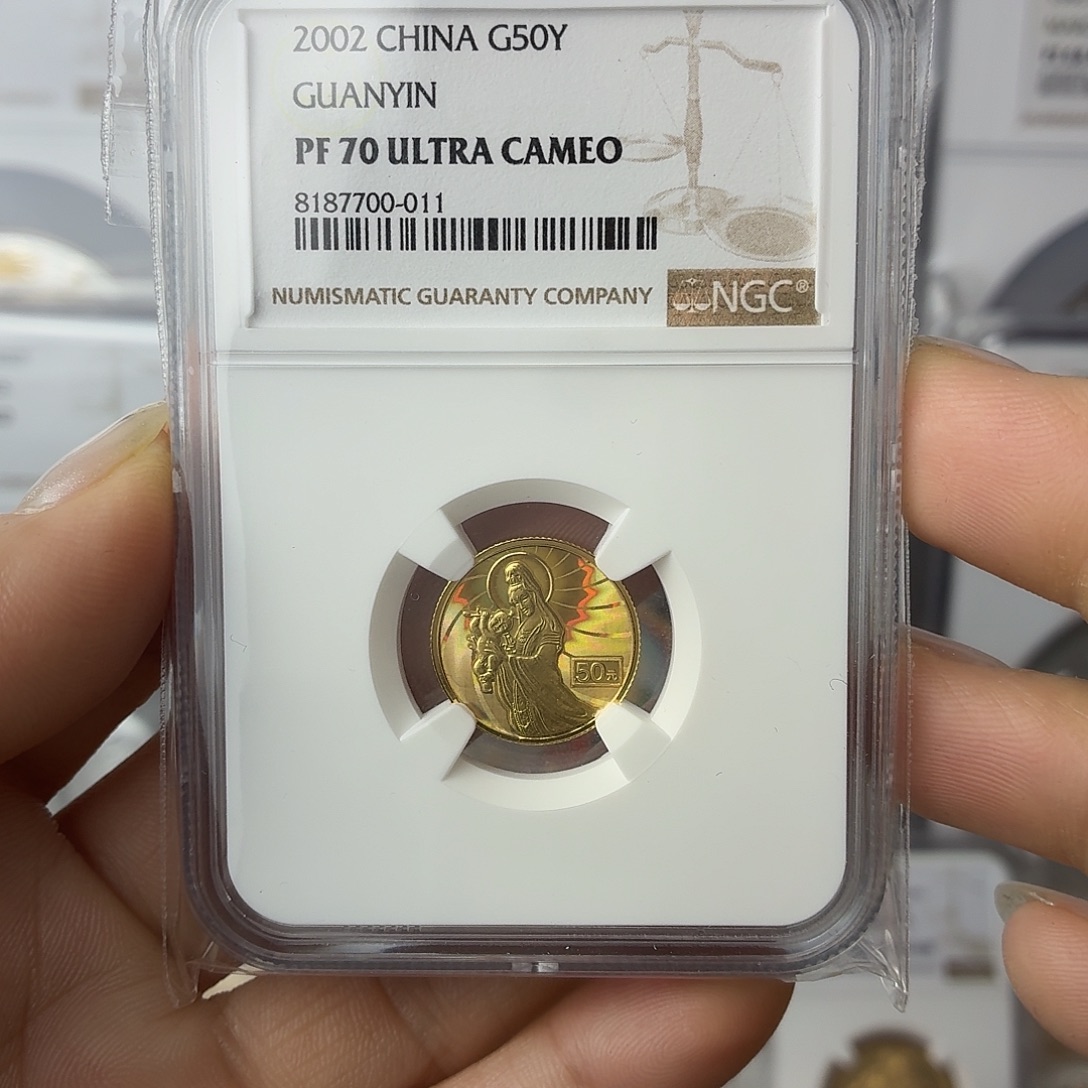 2002 CHINA G50Y
GUANYIN
PF 70 ULTRA CAMEO
8187700-011
NUMISMATIC GUARANTY COMPANY
NGC®
50元